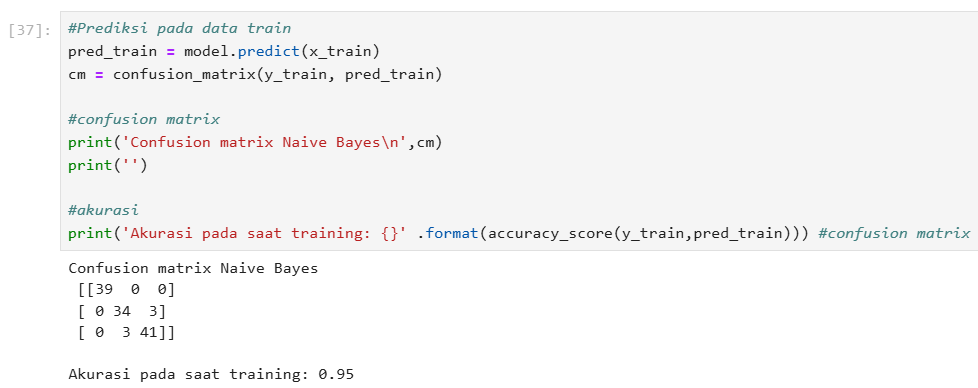 [37]: #Prediksi pada data train
pred_train = model.predict(x_train)
cm = confusion_matrix(y_train, pred_train)
#confusion matrix
print('Confusion matrix Naive Bayes\n',cm)
print('')
#akurasi
print('Akurasi pada saat training: {}' .format(accuracy_score(y_train,pred_train))) #confusion matrix
Confusion matrix Naive Bayes
[[39 0 0]
[ 0 34 3]
[ 0 3 41]]
Akurasi pada saat training: 0.95